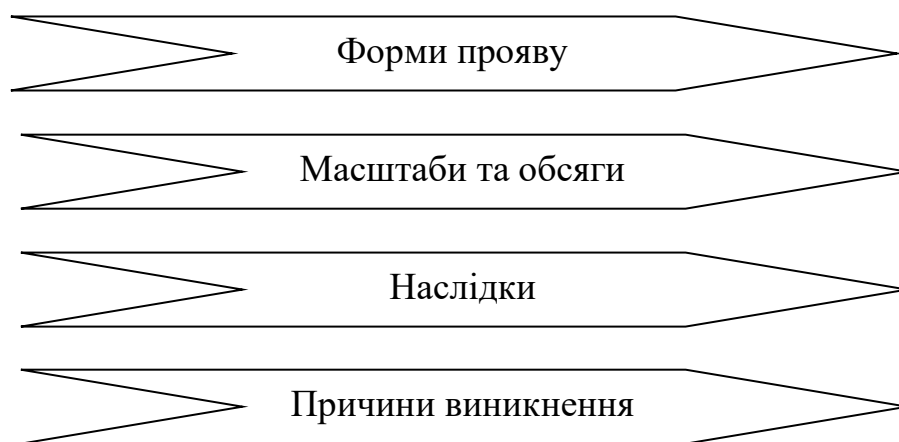 Форми прояву
Масштаби та обсяги
Наслідки
Причини виникнення